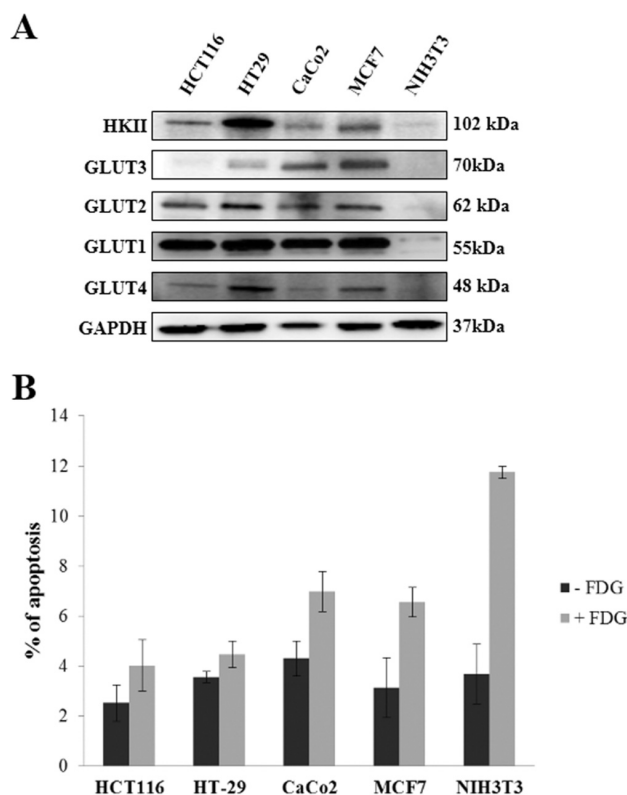 A
HCT116 HT29 CaCo2 MCF7 NIH3T3
HKII 102 kDa
GLUT3 70kDa
GLUT2 62 kDa
GLUT1 55kDa
GLUT4 48 kDa
GAPDH 37kDa
B
14
12
10
8
6
4
2
0
% of apoptosis
- FDG
+ FDG
HCT116 HT-29 CaCo2 MCF7 NIH3T3